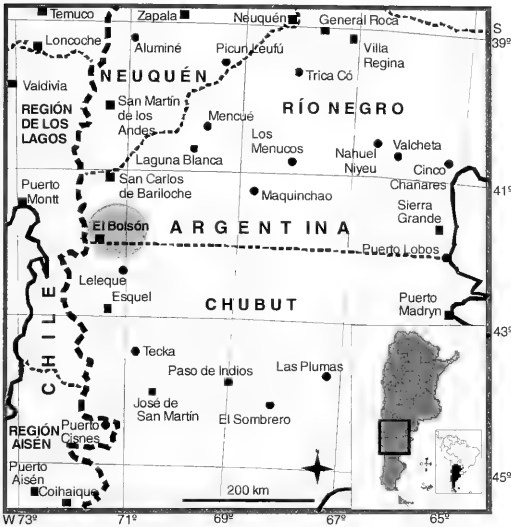 Temuco
Zapala
Neuquén
General Roca
S
39º
Loncoche
Aluminé
Picun Leufú
Villa
Regina
NEUQUÉN
Trica Có
Valdivia
REGIÓN
DE LOS
LAGOS
San Martín
de los
Andes
RÍO NEGRO
Mencué
Los
Menucos
Laguna Blanca
Nahuel
Niyeu
Valcheta
Cinco
Chañares
Puerto
Montt
San Carlos
de Bariloche
Maquinchao
41º
Sierra
Grande
El Bolsón
ARGENTINA
Puerto Lobos
Leleque
Esquel
CHUBUT
Puerto
Madryn
CHILE
43º
Tecka
Paso de Indios
Las Plumas
José de
San Martín
El Sombrero
REGIÓN
AISÉN
Puerto
Cisnes
Puerto
Aisén
Coihaique
200 km
45º
W 73º
71º
69º
67º
65º